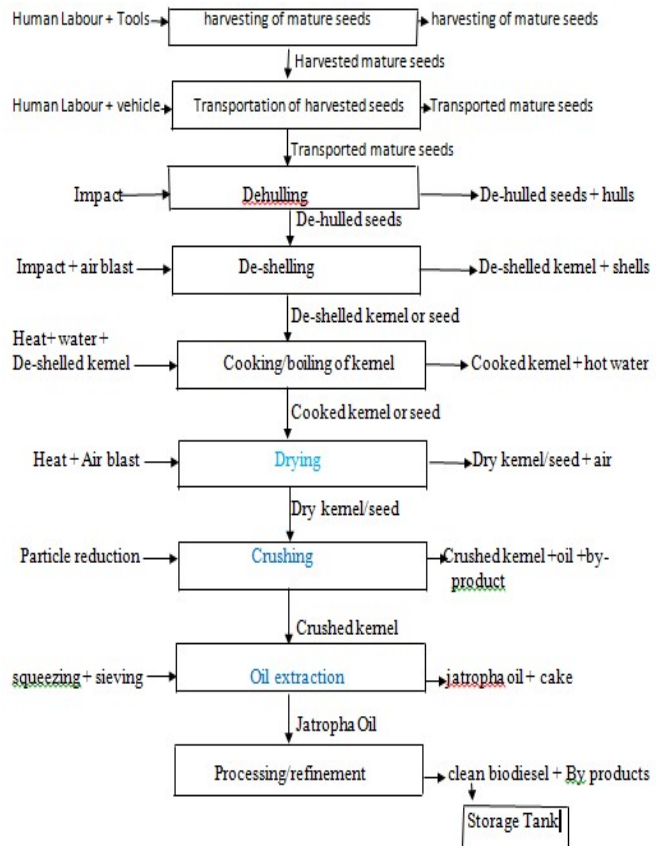 Human Labour + Tools
harvesting of mature seeds
harvesting of mature seeds
Harvested mature seeds
Human Labour + vehicle
Transportation of harvested seeds
Transported mature seeds
Transported mature seeds
Impact
Dehulling
De-hulled seeds + hulls
De-hulled seeds
Impact + air blast
De-shelling
De-shelled kernel + shells
De-shelled kernel or seed
Heat+ water +
De-shelled kernel
Cooking/boiling of kernel
Cooked kernel + hot water
Cooked kernel or seed
Heat + Air blast
Drying
Dry kernel/seed + air
Dry kernel/seed
Particle reduction
Crushing
Crushed kernel +oil +by-
product
Crushed kernel
squeezing + sieving
Oil extraction
jatropha oil + cake
Jatropha Oil
Processing/refinement
clean biodiesel + By products
Storage Tank